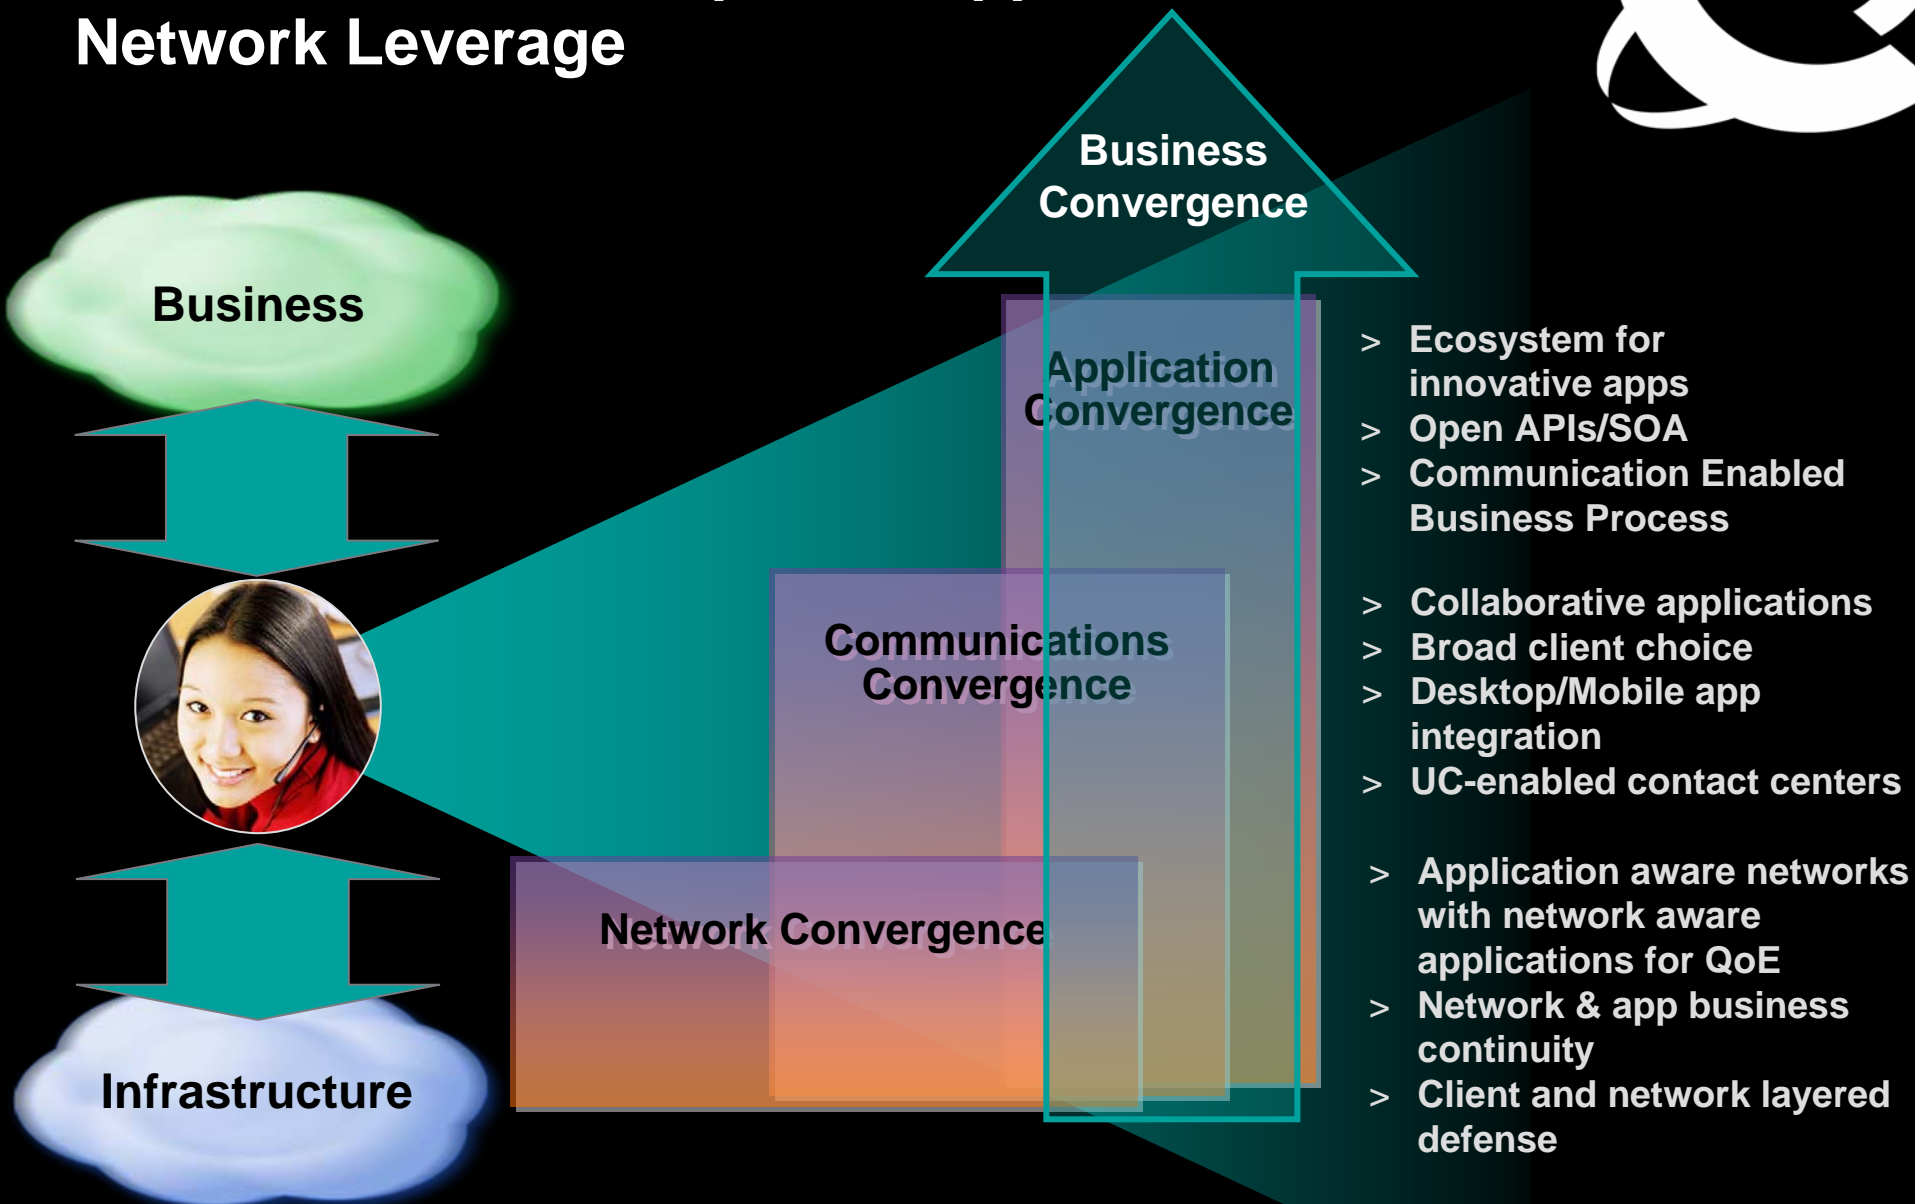 Network Leverage
Business
Convergence
Business
Application
Convergence
> Ecosystem for
innovative apps
> Open APIs/SOA
> Communication Enabled
Business Process
Communications
Convergence
> Collaborative applications
> Broad client choice
> Desktop/Mobile app
integration
> UC-enabled contact centers
Network Convergence
> Application aware networks
with network aware
applications for QoE
> Network & app business
continuity
> Client and network layered
defense
Infrastructure